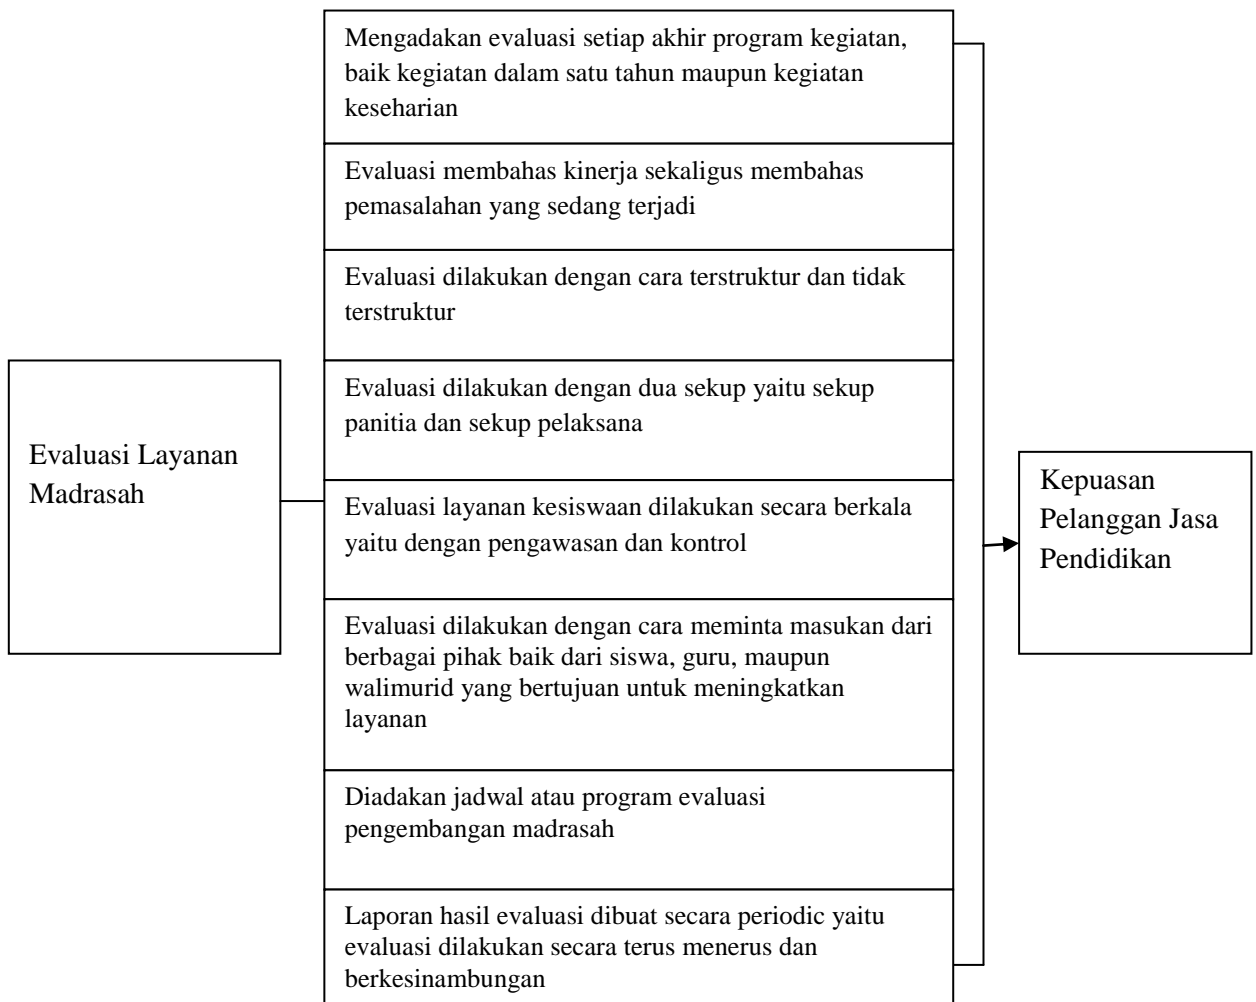 Evaluasi Layanan
Madrasah
Mengadakan evaluasi setiap akhir program kegiatan,
baik kegiatan dalam satu tahun maupun kegiatan
keseharian
Evaluasi membahas kinerja sekaligus membahas
pemasalahan yang sedang terjadi
Evaluasi dilakukan dengan cara terstruktur dan tidak
terstruktur
Evaluasi dilakukan dengan dua sekup yaitu sekup
panitia dan sekup pelaksana
Evaluasi layanan kesiswaan dilakukan secara berkala
yaitu dengan pengawasan dan kontrol
Evaluasi dilakukan dengan cara meminta masukan dari
berbagai pihak baik dari siswa, guru, maupun
walimurid yang bertujuan untuk meningkatkan
layanan
Diadakan jadwal atau program evaluasi
pengembangan madrasah
Laporan hasil evaluasi dibuat secara periodic yaitu
evaluasi dilakukan secara terus menerus dan
berkesinambungan
Kepuasan
Pelanggan Jasa
Pendidikan